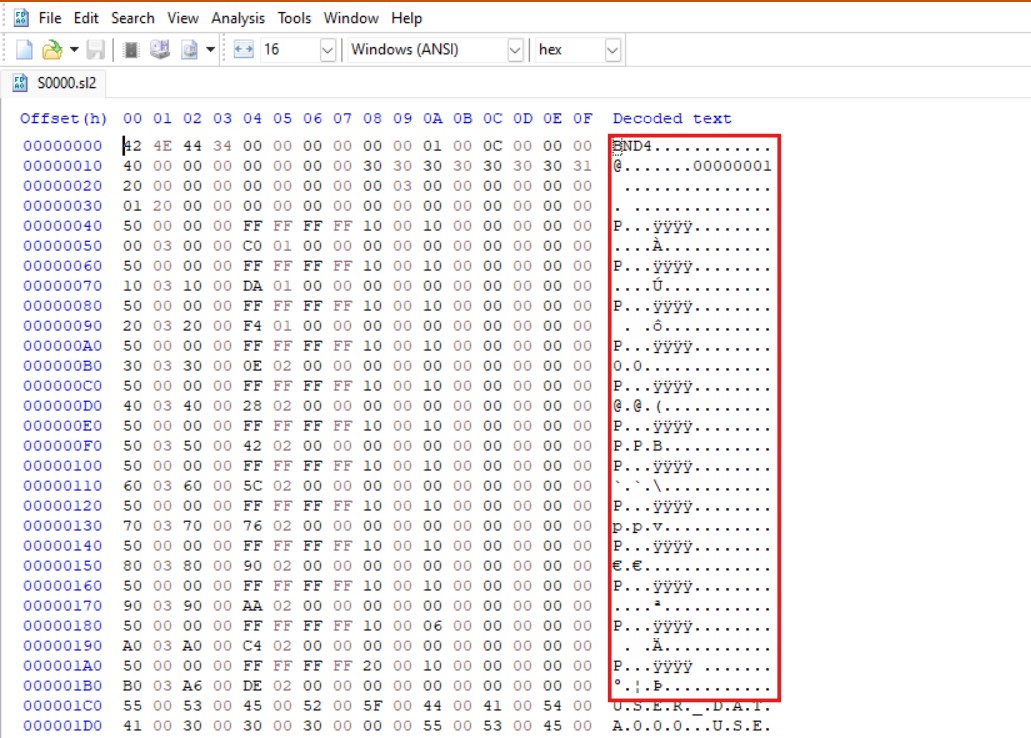 File Edit Search View Analysis Tools Window Help
16 Windows (ANSI) hex
S0000.sl2
Offset(h) 00 01 02 03 04 05 06 07 08 09 0A 0B 0C 0D 0E 0F Decoded text
00000000 42 4E 44 34 00 00 00 00 00 00 01 00 0C 00 00 00 BND4............
00000010 40 00 00 00 00 00 00 00 30 30 30 30 30 30 30 31 @.......00000001
00000020 20 00 00 00 00 00 00 00 00 03 00 00 00 00 00 00  ...............
00000030 01 20 00 00 00 00 00 00 00 00 00 00 00 00 00 00 . ..............
00000040 50 00 00 00 FF FF FF FF 10 00 10 00 00 00 00 00 P...ÿÿÿÿ........
00000050 00 03 00 00 C0 01 00 00 00 00 00 00 00 00 00 00 ....À...........
00000060 50 00 00 00 FF FF FF FF 10 00 10 00 00 00 00 00 P...ÿÿÿÿ........
00000070 10 03 10 00 DA 01 00 00 00 00 00 00 00 00 00 00 ....Ú...........
00000080 50 00 00 00 FF FF FF FF 10 00 10 00 00 00 00 00 P...ÿÿÿÿ........
00000090 20 03 20 00 F4 01 00 00 00 00 00 00 00 00 00 00  . .ô...........
000000A0 50 00 00 00 FF FF FF FF 10 00 10 00 00 00 00 00 P...ÿÿÿÿ........
000000B0 30 03 30 00 0E 02 00 00 00 00 00 00 00 00 00 00 0.0.............
000000C0 50 00 00 00 FF FF FF FF 10 00 10 00 00 00 00 00 P...ÿÿÿÿ........
000000D0 40 03 40 00 28 02 00 00 00 00 00 00 00 00 00 00 @.@.(...........
000000E0 50 00 00 00 FF FF FF FF 10 00 10 00 00 00 00 00 P...ÿÿÿÿ........
000000F0 50 03 50 00 42 02 00 00 00 00 00 00 00 00 00 00 P.P.B...........
00000100 50 00 00 00 FF FF FF FF 10 00 10 00 00 00 00 00 P...ÿÿÿÿ........
00000110 60 03 60 00 5C 02 00 00 00 00 00 00 00 00 00 00 `.`.\...........
00000120 50 00 00 00 FF FF FF FF 10 00 10 00 00 00 00 00 P...ÿÿÿÿ........
00000130 70 03 70 00 76 02 00 00 00 00 00 00 00 00 00 00 p.p.v...........
00000140 50 00 00 00 FF FF FF FF 10 00 10 00 00 00 00 00 P...ÿÿÿÿ........
00000150 80 03 80 00 90 02 00 00 00 00 00 00 00 00 00 00 €.€.............
00000160 50 00 00 00 FF FF FF FF 10 00 10 00 00 00 00 00 P...ÿÿÿÿ........
00000170 90 03 90 00 AA 02 00 00 00 00 00 00 00 00 00 00 ....ª...........
00000180 50 00 00 00 FF FF FF FF 10 00 06 00 00 00 00 00 P...ÿÿÿÿ........
00000190 A0 03 A0 00 C4 02 00 00 00 00 00 00 00 00 00 00  . .Ä...........
000001A0 50 00 00 00 FF FF FF FF 20 00 10 00 00 00 00 00 P...ÿÿÿÿ .......
000001B0 B0 03 A6 00 DE 02 00 00 00 00 00 00 00 00 00 00 °.¦.Þ...........
000001C0 55 00 53 00 45 00 52 00 5F 00 44 00 41 00 54 00 U.S.E.R._.D.A.T.
000001D0 41 00 30 00 30 00 30 00 00 00 55 00 53 00 45 00 A.0.0.0...U.S.E.